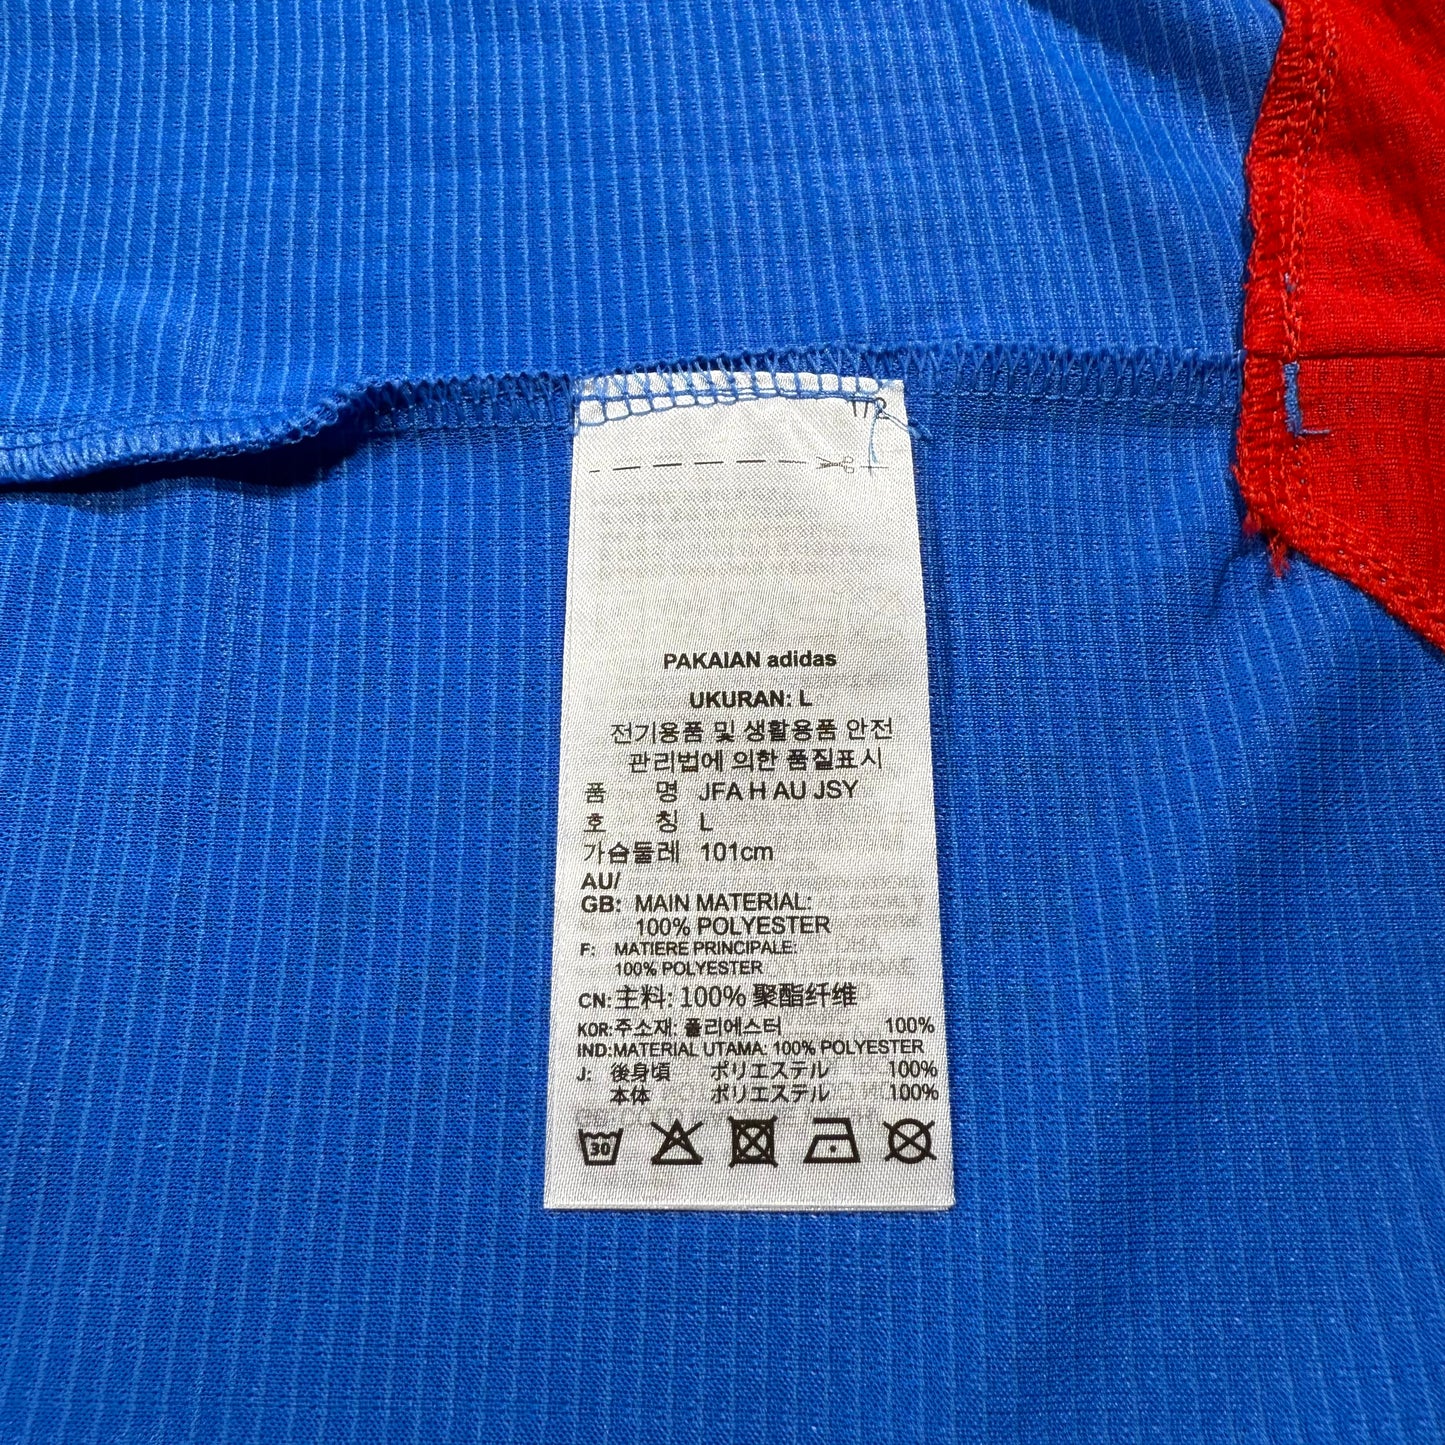 PAKAIAN adidas
UKURAN: L
전기용품 및 생활용품 안전
관리법에 의한 품질표시
품 명 JFA H AU JSY
호 칭 L
가슴둘레 101cm
AU/
GB: MAIN MATERIAL:
100% POLYESTER
F: MATIERE PRINCIPALE:
100% POLYESTER
CN: 主料: 100% 聚酯纤维
KOR: 주소재: 폴리에스터 100%
IND: MATERIAL UTAMA: 100% POLYESTER
J: 後身頃 ポリエステル 100%
本体 ポリエステル 100%
30
L